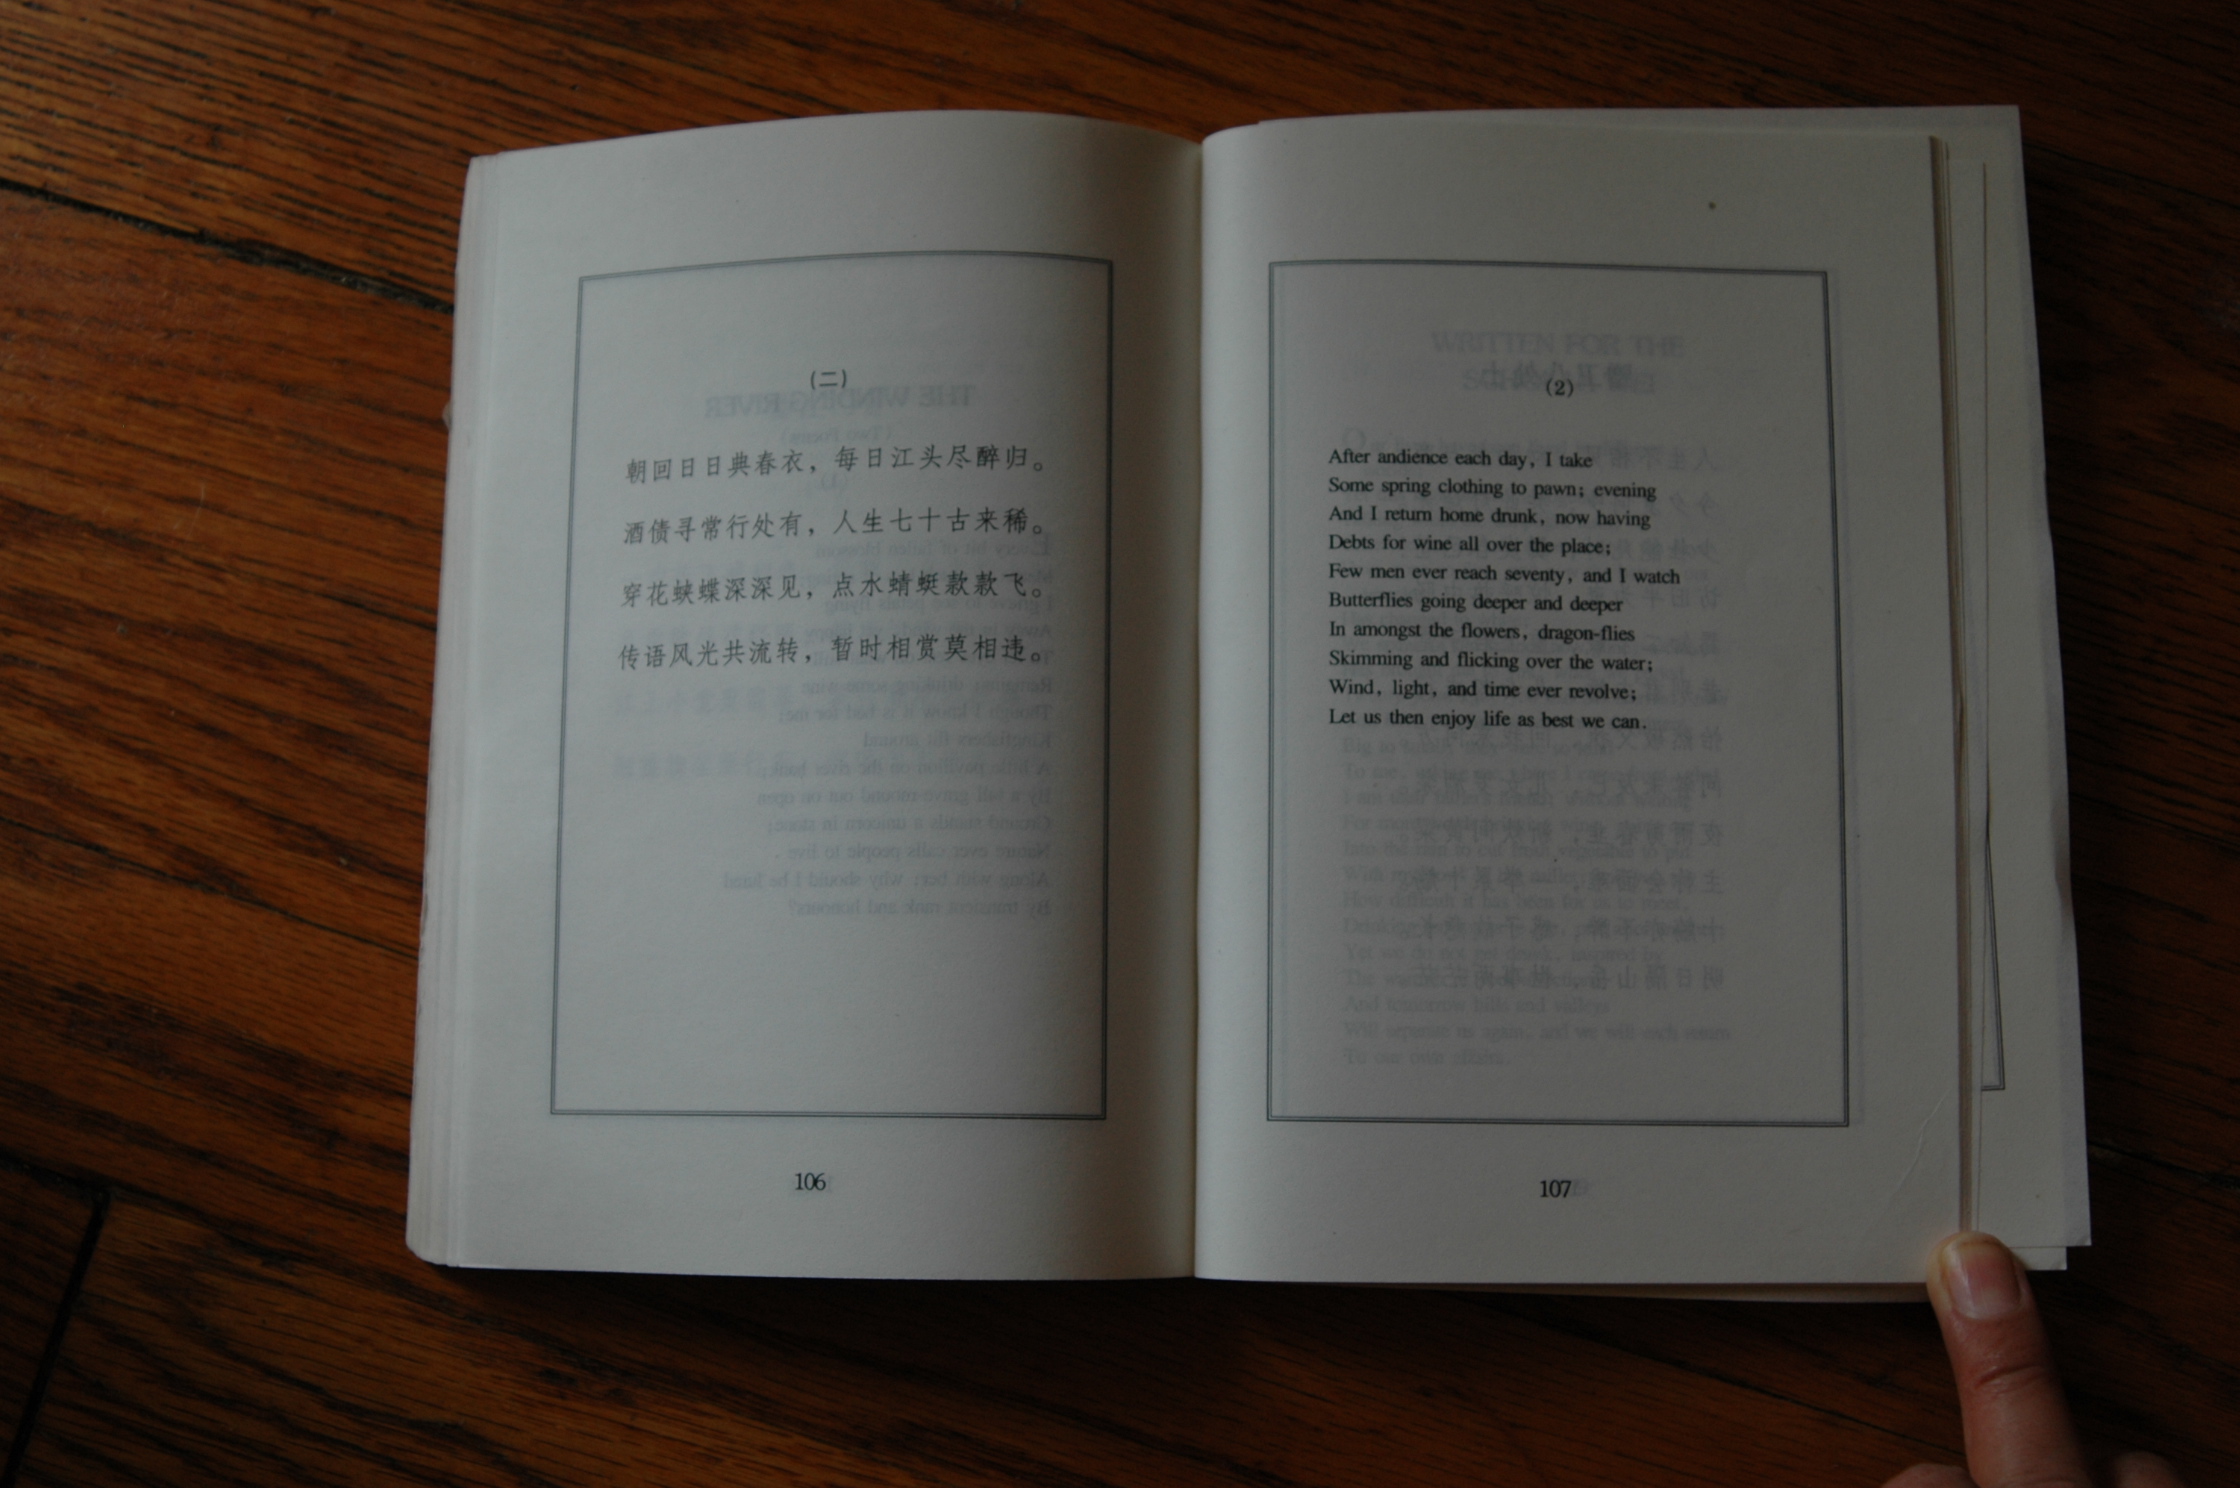 (二)
朝回日日典春衣，每日江头尽醉归。
酒债寻常行处有，人生七十古来稀。
穿花蛱蝶深深见，点水蜻蜓款款飞。
传语风光共流转，暂时相赏莫相违。
106
(2)
After andience each day, I take
Some spring clothing to pawn; evening
And I return home drunk, now having
Debts for wine all over the place;
Few men ever reach seventy, and I watch
Butterflies going deeper and deeper
In amongst the flowers, dragon-flies
Skimming and flicking over the water;
Wind, light, and time ever revolve;
Let us then enjoy life as best we can.
107